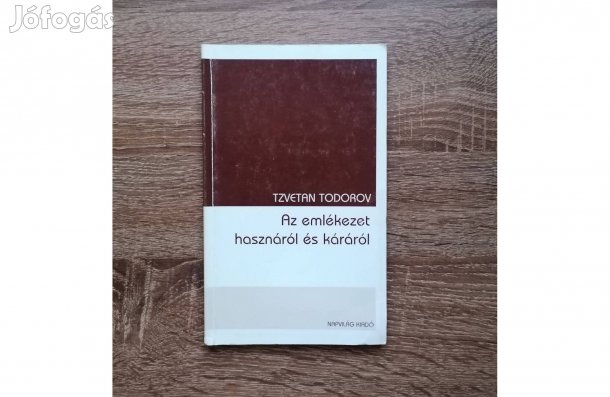 Jófogás
TZVETAN TODOROV
Az emlékezet
hasznáról és káráról
NAPVILÁG KIADÓ